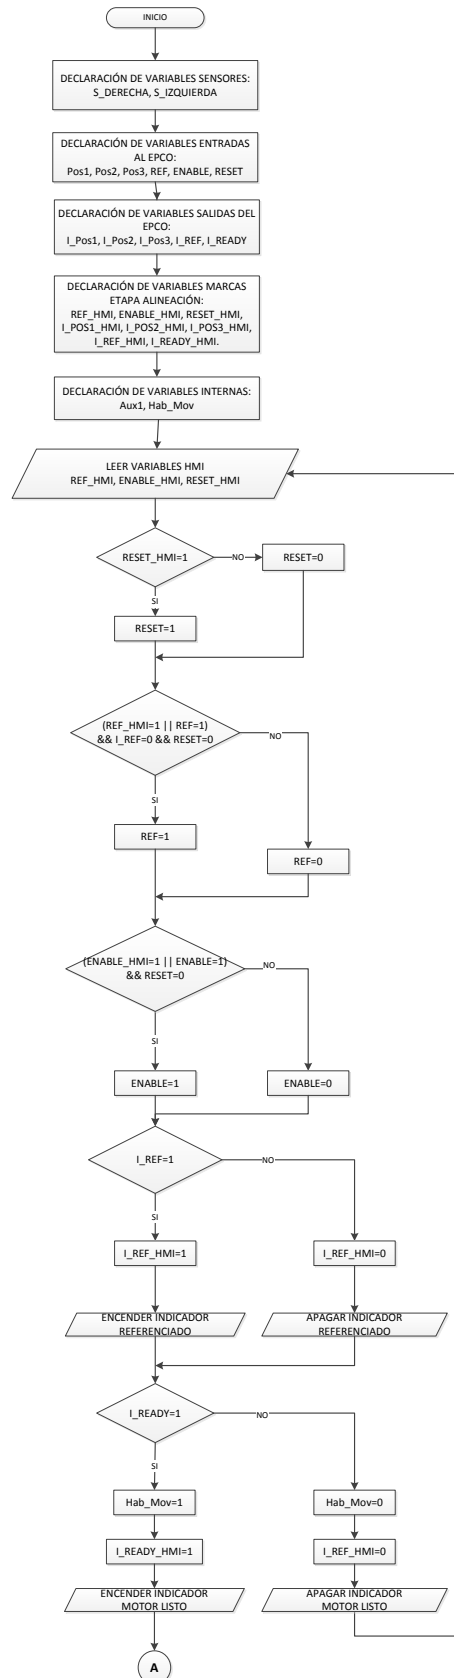 INICIO
DECLARACIÓN DE VARIABLES SENSORES:
S_DERECHA, S_IZQUIERDA
DECLARACIÓN DE VARIABLES ENTRADAS
AL EPCO:
Pos1, Pos2, Pos3, REF, ENABLE, RESET
DECLARACIÓN DE VARIABLES SALIDAS DEL
EPCO:
I_Pos1, I_Pos2, I_Pos3, I_REF, I_READY
DECLARACIÓN DE VARIABLES MARCAS
ETAPA ALINEACIÓN:
REF_HMI, ENABLE_HMI, RESET_HMI,
I_POS1_HMI, I_POS2_HMI, I_POS3_HMI,
I_REF_HMI, I_READY_HMI.
DECLARACIÓN DE VARIABLES INTERNAS:
Aux1, Hab_Mov
LEER VARIABLES HMI
REF_HMI, ENABLE_HMI, RESET_HMI
RESET_HMI=1
NO
RESET=0
SI
RESET=1
(REF_HMI=1 || REF=1)
&& I_REF=0 && RESET=0
NO
SI
REF=1
REF=0
(ENABLE_HMI=1 || ENABLE=1)
&& RESET=0
NO
SI
ENABLE=1
ENABLE=0
I_REF=1
NO
SI
I_REF_HMI=1
I_REF_HMI=0
ENCENDER INDICADOR
REFERENCIADO
APAGAR INDICADOR
REFERENCIADO
I_READY=1
NO
SI
Hab_Mov=1
Hab_Mov=0
I_READY_HMI=1
I_REF_HMI=0
ENCENDER INDICADOR
MOTOR LISTO
APAGAR INDICADOR
MOTOR LISTO
A